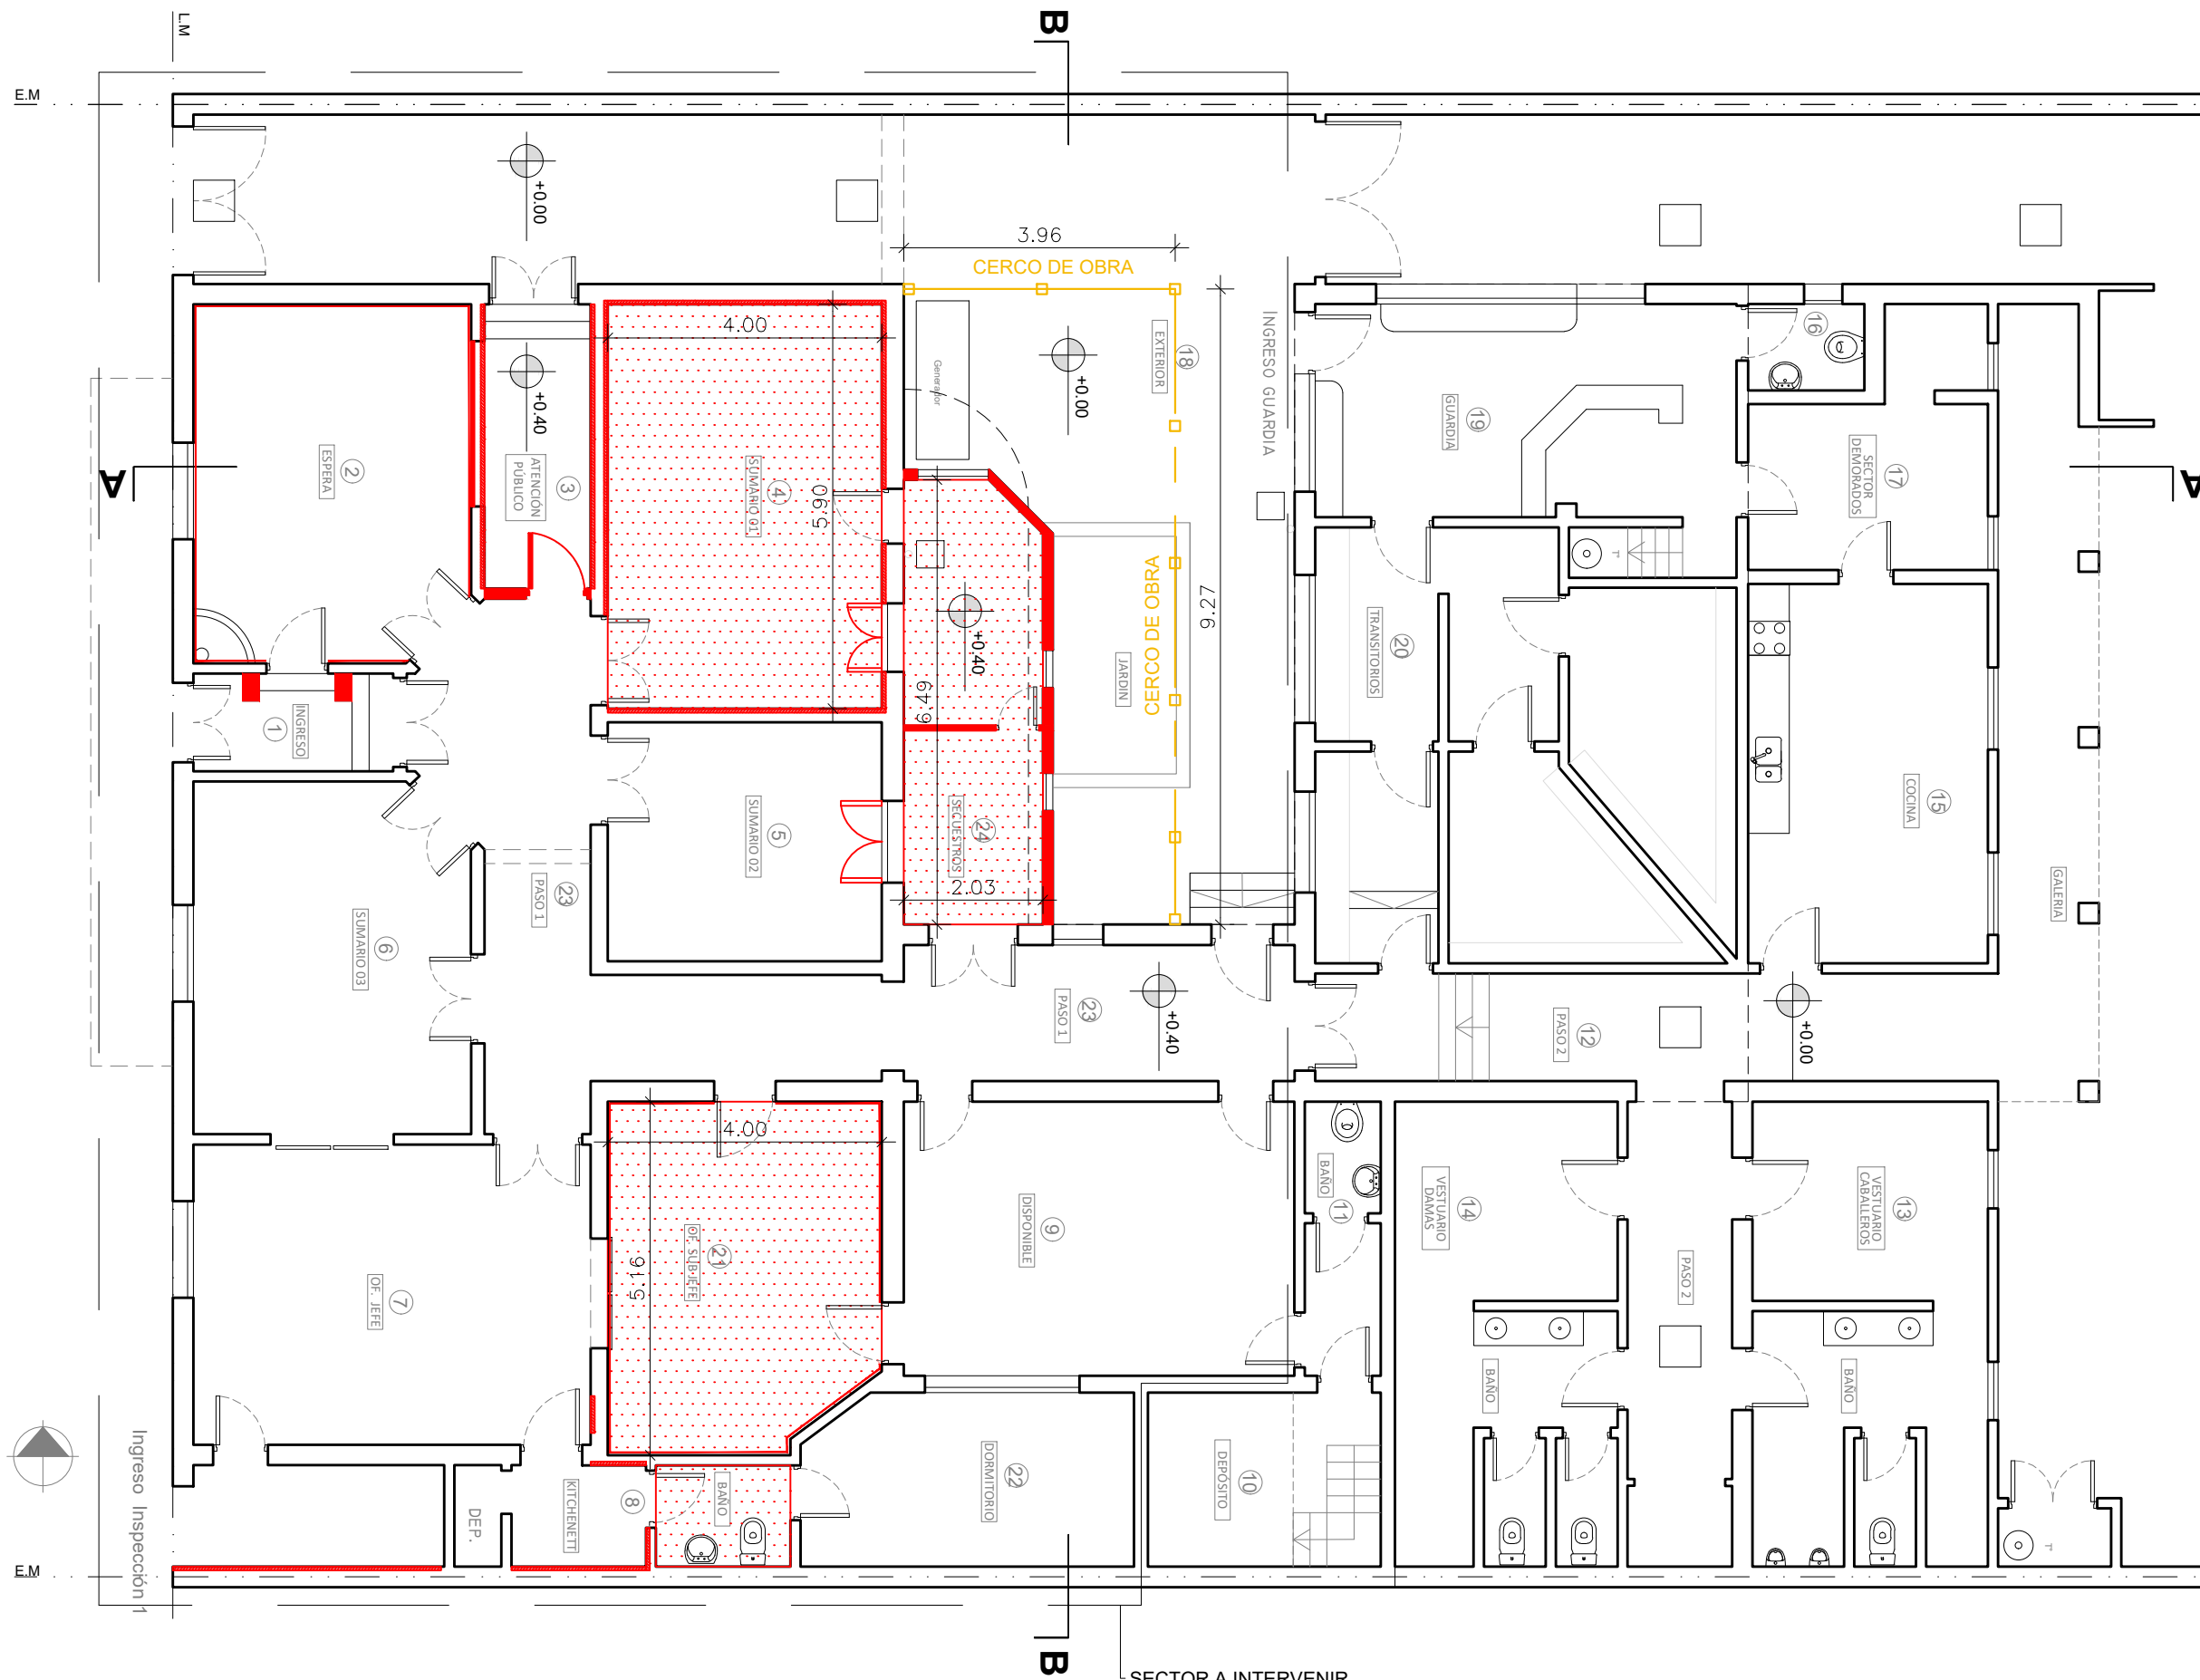 B
L.M
E.M
+0.00
3.96
CERCO DE OBRA
4.00
Generador
+0.00
18
EXTERIOR
INGRESO GUARDIA
16
+0.40
19
GUARDIA
17
SECTOR
DEMORADOS
A
A
2
ESPERA
3
ATENCIÓN
PÚBLICO
4
SUMARIO 01
5.90
9.27
CERCO DE OBRA
JARDIN
+0.40
6.49
20
TRANSITORIOS
1
INGRESO
5
SUMARIO 02
24
SECUESTROS
2.03
15
COCINA
GALERIA
23
PASO 1
6
SUMARIO 03
23
PASO 1
+0.40
12
PASO 2
+0.00
4.00
21
OF. SUBJEFE
5.16
9
DISPONIBLE
BAÑO
11
14
VESTUARIO
DAMAS
13
VESTUARIO
CABALLEROS
PASO 2
7
OF. JEFE
BAÑO
BAÑO
22
DORMITORIO
10
DEPÓSITO
8
BAÑO
KITCHENETT
DEP.
T
T
Ingreso Inspección 1
E.M
B
SECTOR A INTERVENIR